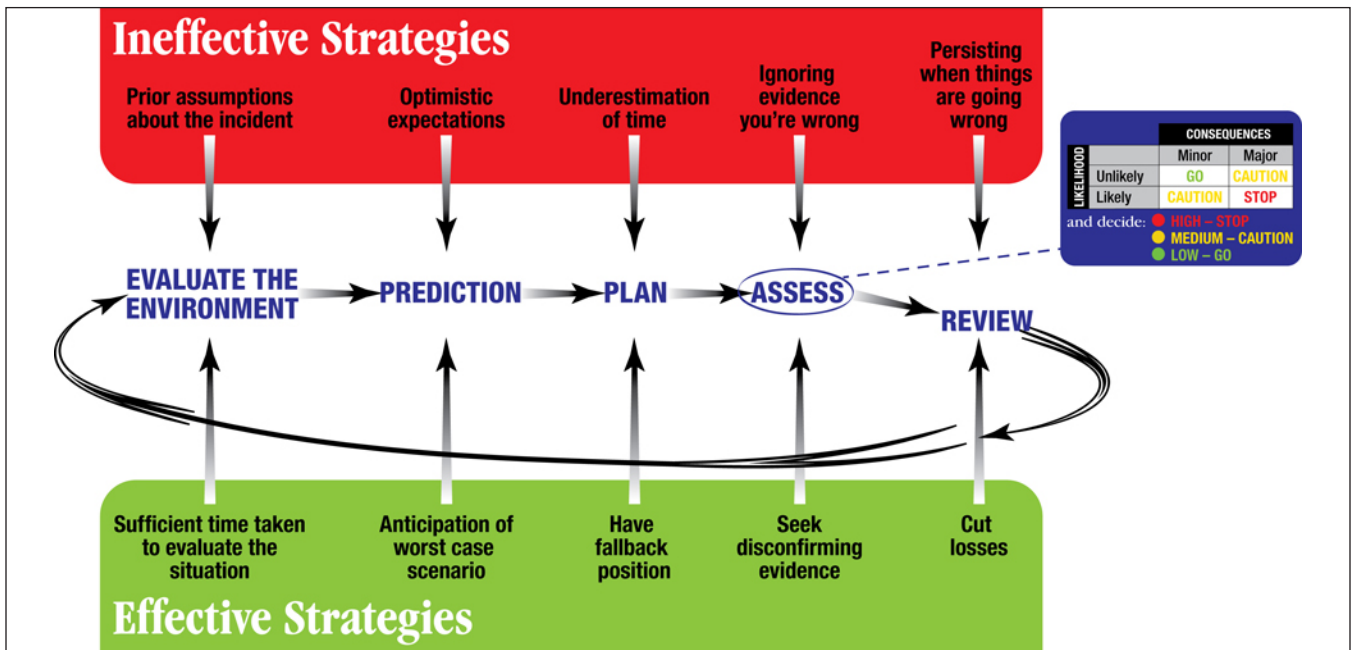 Ineffective Strategies
Prior assumptions
about the incident
Optimistic
expectations
Underestimation
of time
Ignoring
evidence
you're wrong
Persisting
when things
are going
wrong
CONSEQUENCES
LIKELIHOOD
Minor Major
Unlikely GO CAUTION
Likely CAUTION STOP
and decide: HIGH – STOP
MEDIUM – CAUTION
LOW – GO
EVALUATE THE
ENVIRONMENT
PREDICTION
PLAN
ASSESS
REVIEW
Sufficient time taken
to evaluate the
situation
Anticipation of
worst case
scenario
Have
fallback
position
Seek
disconfirming
evidence
Cut
losses
Effective Strategies